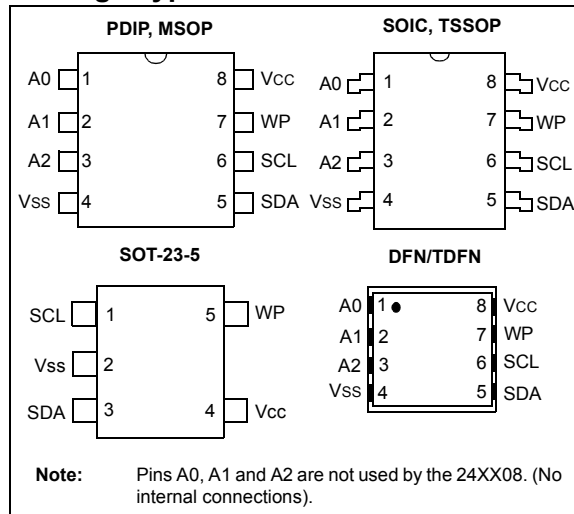 PDIP, MSOP
A0 1 8 VCC
A1 2 7 WP
A2 3 6 SCL
VSS 4 5 SDA
SOIC, TSSOP
A0 1 8 VCC
A1 2 7 WP
A2 3 6 SCL
VSS 4 5 SDA
SOT-23-5
SCL 1 5 WP
Vss 2
SDA 3 4 Vcc
DFN/TDFN
A0 1 8 VCC
A1 2 7 WP
A2 3 6 SCL
VSS 4 5 SDA
Note: Pins A0, A1 and A2 are not used by the 24XX08. (No
internal connections).